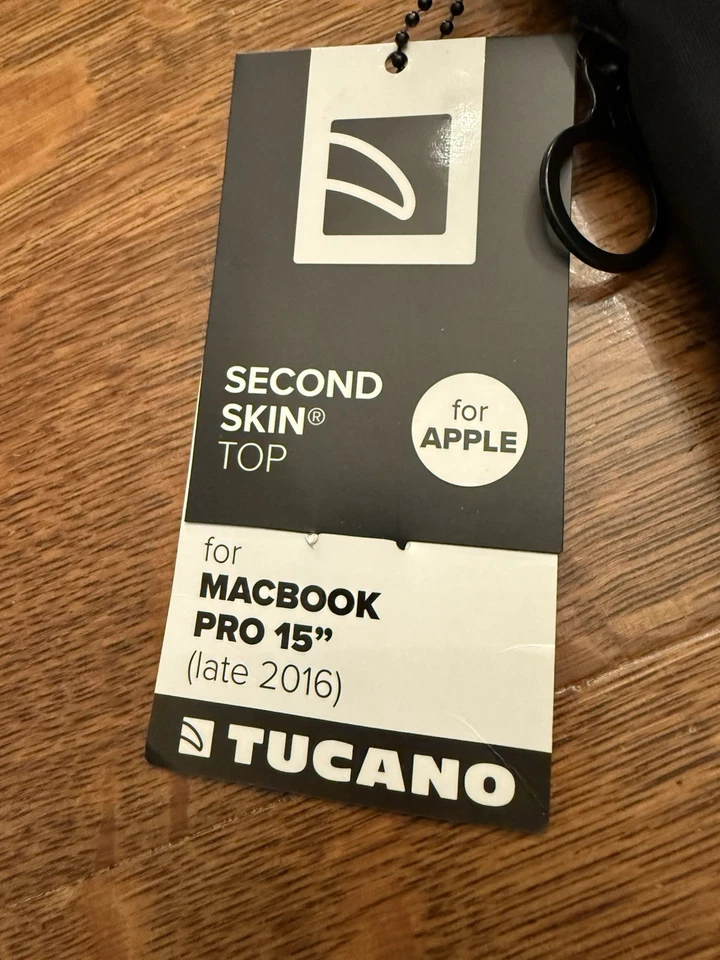 SECOND
SKIN®
TOP
for
APPLE
for
MACBOOK
PRO 15”
(late 2016)
TUCANO